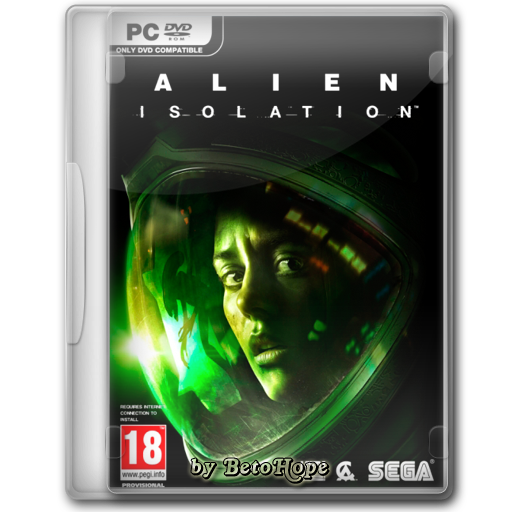 PC DVD
ROM
ONLY DVD COMPATIBLE
ALIEN
ISOLATION™
REQUIRES INTERNET
CONNECTION TO
INSTALL
18
www.pegi.info
PROVISIONAL
by BetoHope
SEGA